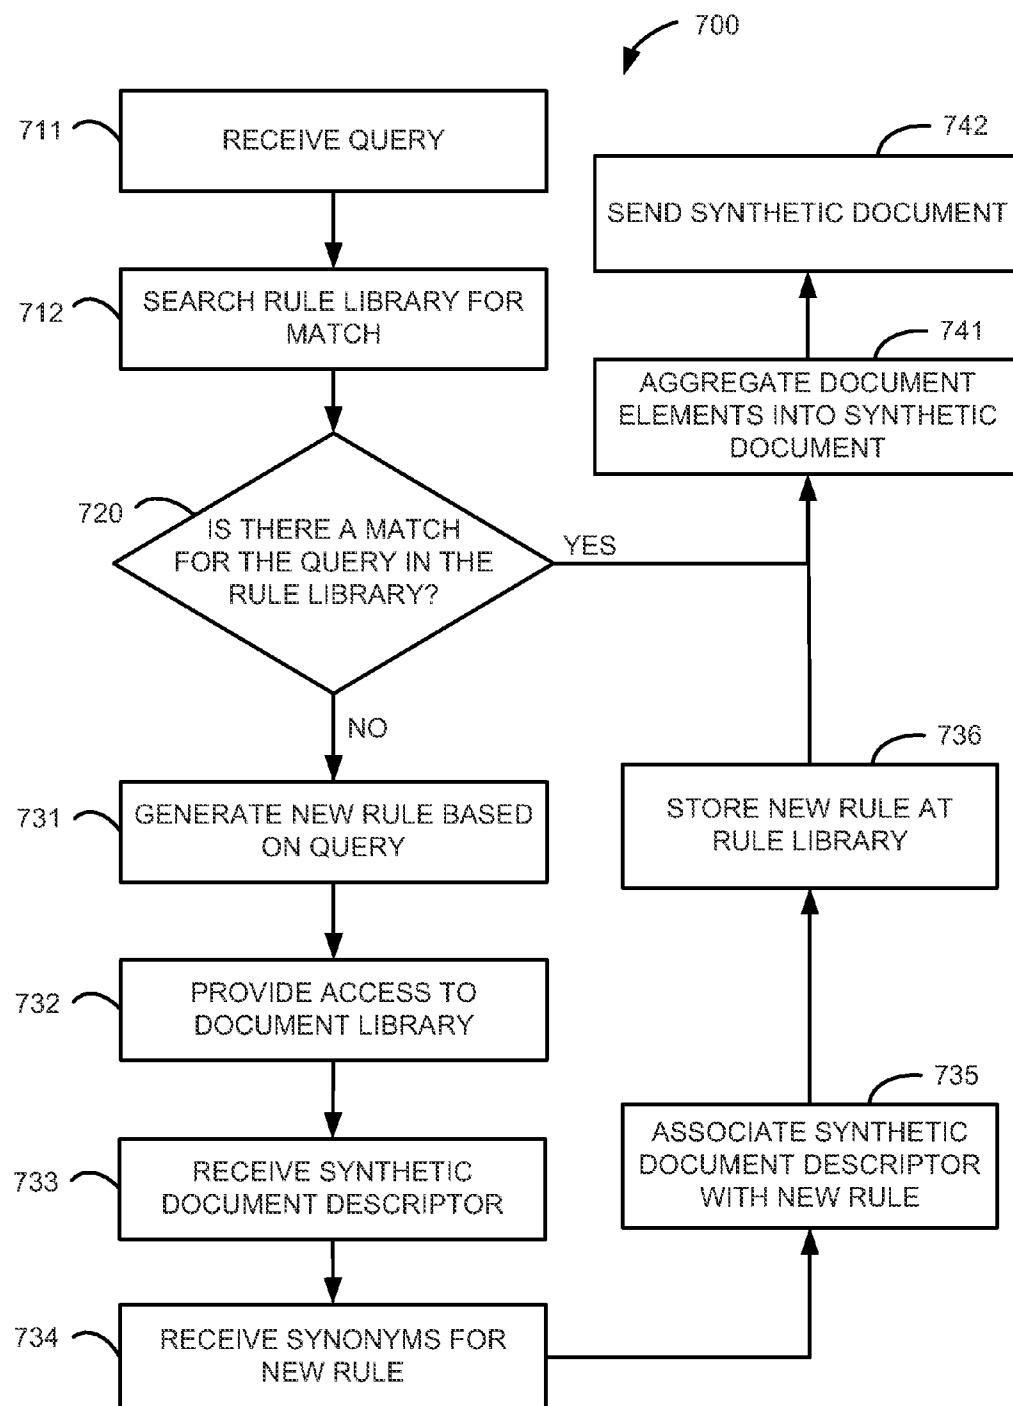 700
711
RECEIVE QUERY
712
SEARCH RULE LIBRARY FOR
MATCH
720
IS THERE A MATCH
FOR THE QUERY IN THE
RULE LIBRARY?
YES
NO
731
GENERATE NEW RULE BASED
ON QUERY
732
PROVIDE ACCESS TO
DOCUMENT LIBRARY
733
RECEIVE SYNTHETIC
DOCUMENT DESCRIPTOR
734
RECEIVE SYNONYMS FOR
NEW RULE
735
ASSOCIATE SYNTHETIC
DOCUMENT DESCRIPTOR
WITH NEW RULE
736
STORE NEW RULE AT
RULE LIBRARY
741
AGGREGATE DOCUMENT
ELEMENTS INTO SYNTHETIC
DOCUMENT
742
SEND SYNTHETIC DOCUMENT